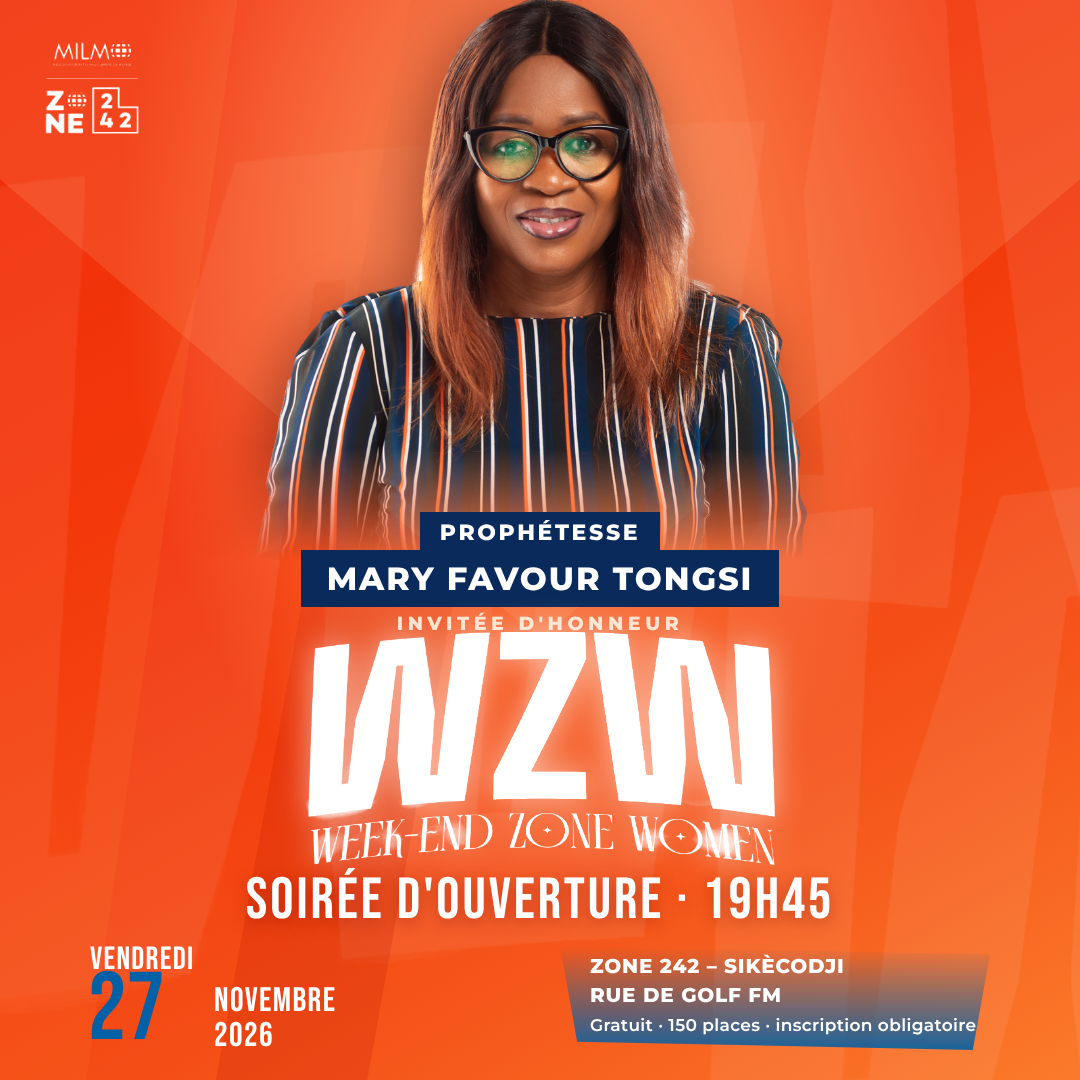 MILM
ZONE 242
PROPHÉTESSE
MARY FAVOUR TONGSI
INVITÉE D'HONNEUR
WZW
WEEK-END ZONE WOMEN
SOIRÉE D'OUVERTURE · 19H45
VENDREDI
27
NOVEMBRE
2026
ZONE 242 – SIKÈCODJI
RUE DE GOLF FM
Gratuit · 150 places · inscription obligatoire